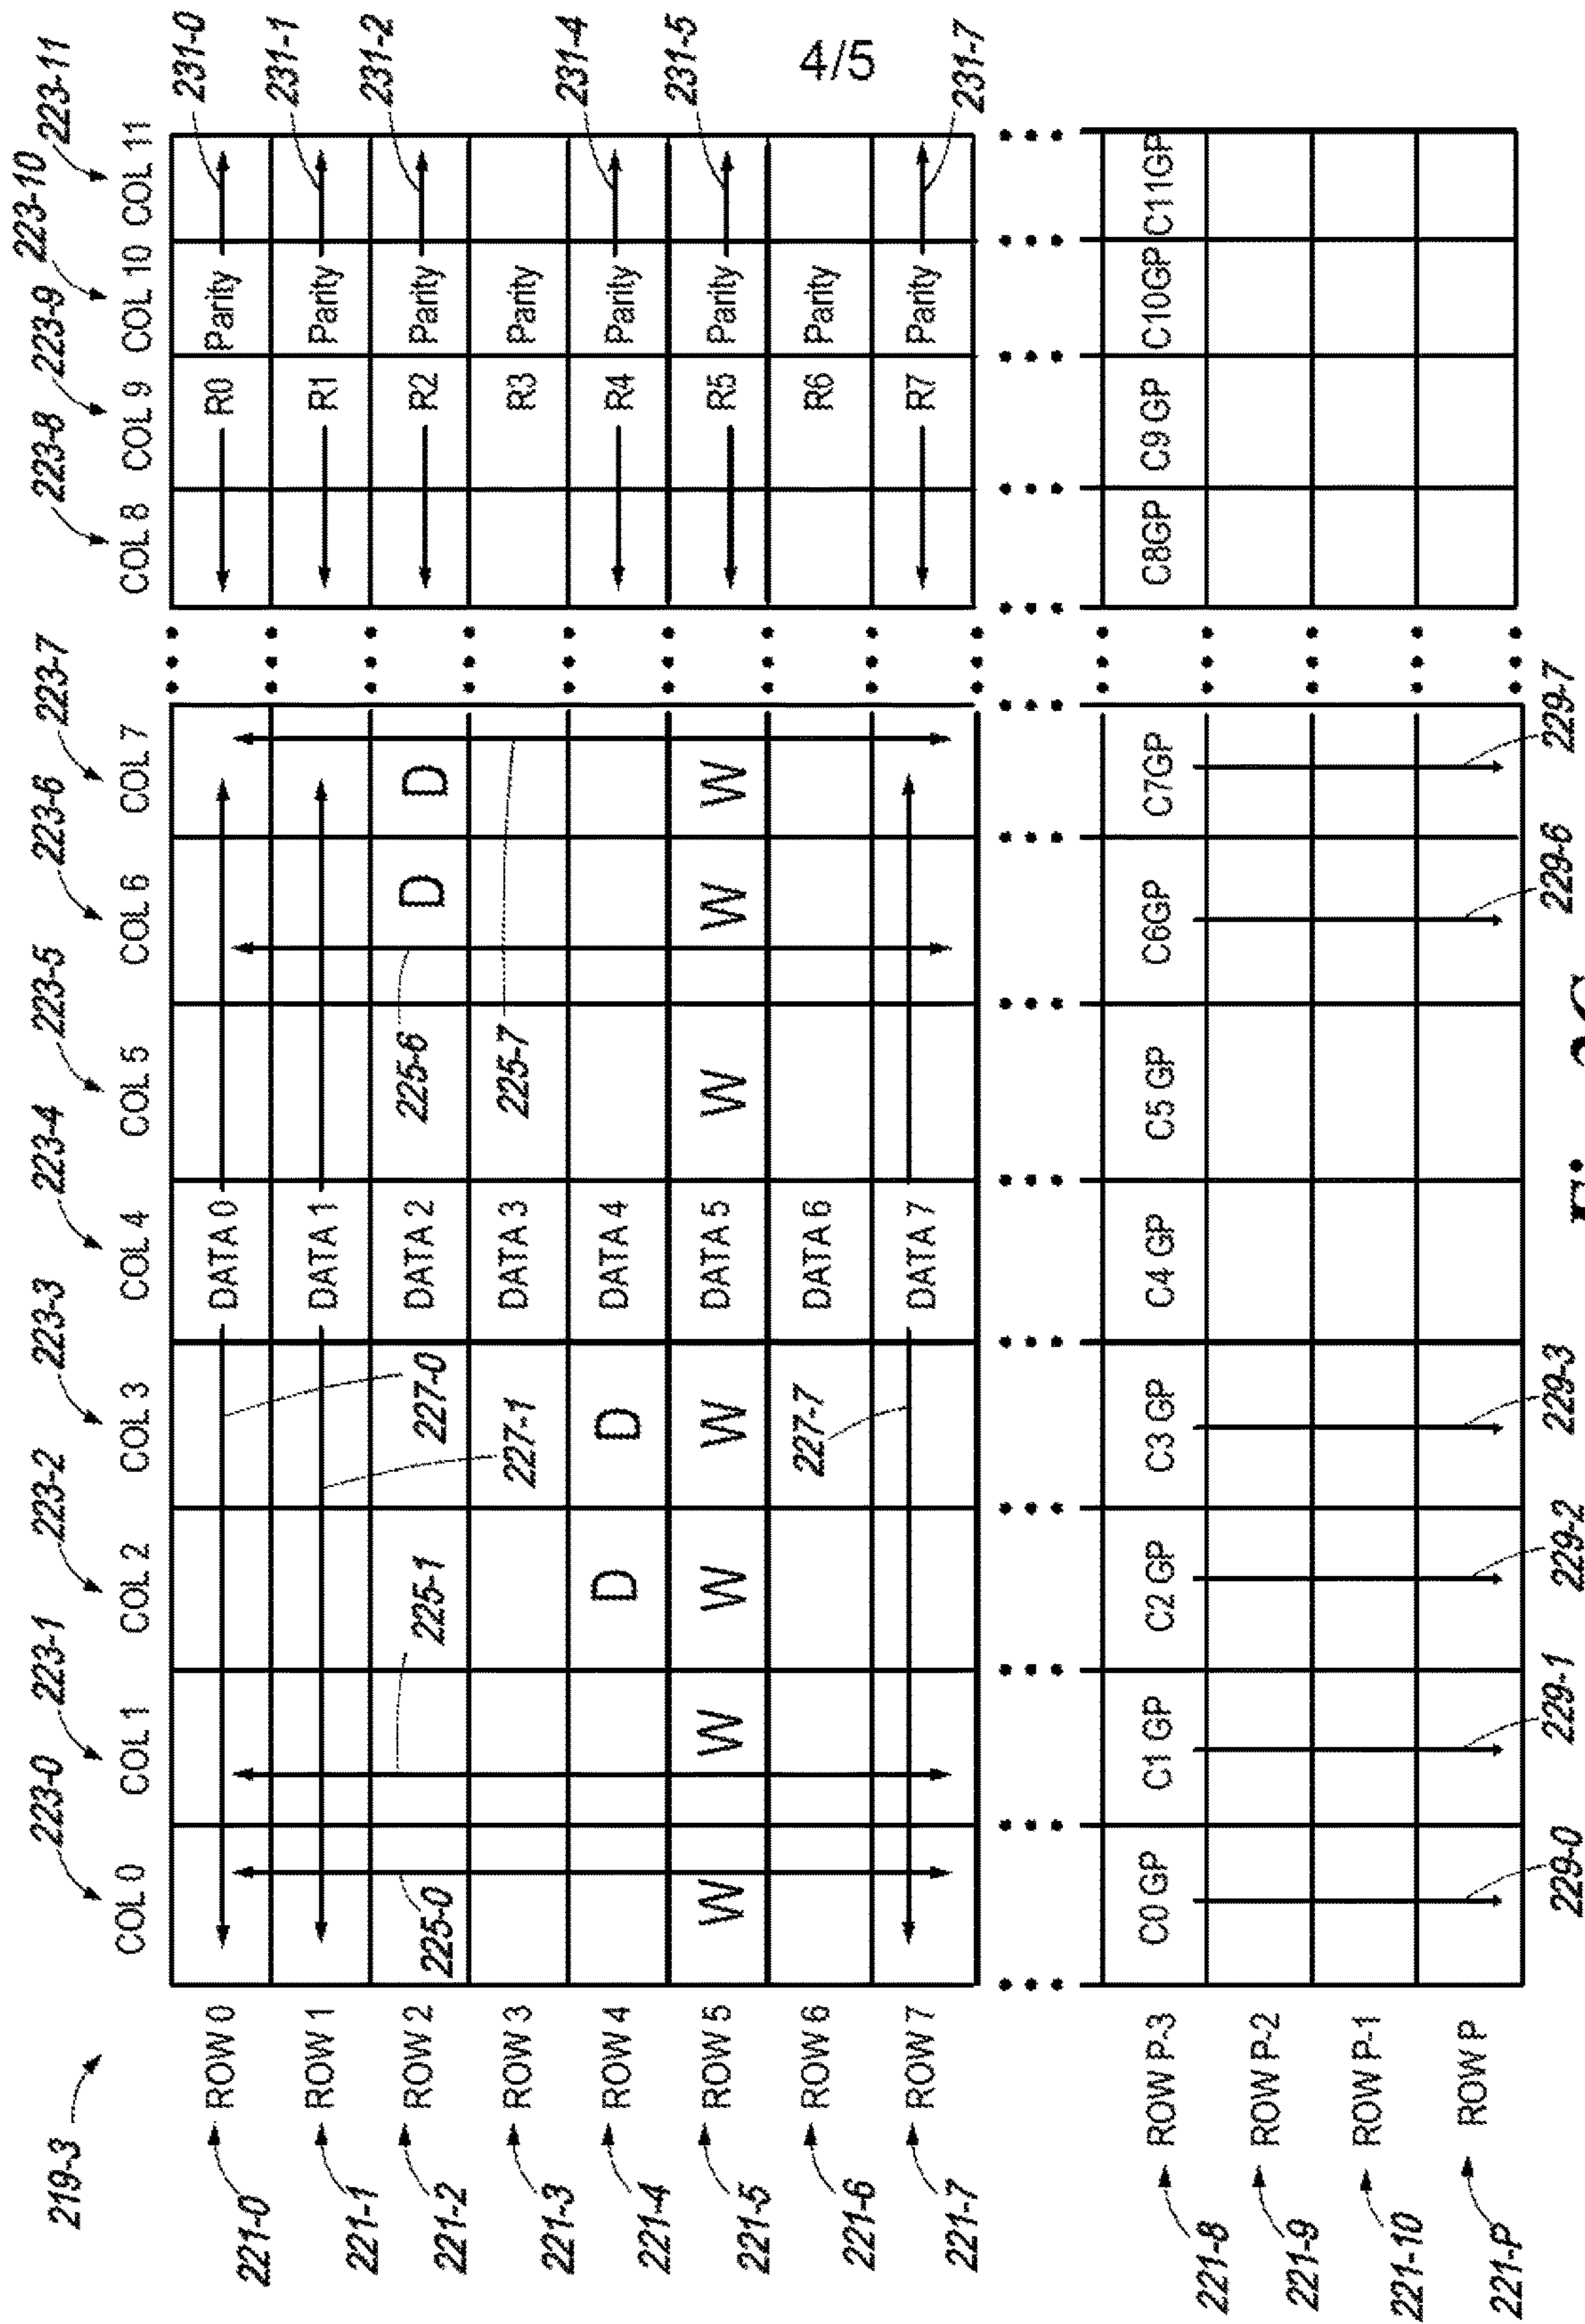 4/5
219-3
223-0 223-1 223-2 223-3 223-4 223-5 223-6 223-7 223-8 223-9 223-10 223-11
COL 0 COL 1 COL 2 COL 3 COL 4 COL 5 COL 6 COL 7 COL 8 COL 9 COL 10 COL 11
221-0 ROW 0 DATA 0 R0 Parity 231-0
221-1 ROW 1 DATA 1 R1 Parity 231-1
221-2 ROW 2 225-0 225-1 227-0 DATA 2 225-6 D D R2 Parity 231-2
221-3 ROW 3 227-1 DATA 3 225-7 R3 Parity
221-4 ROW 4 D D DATA 4 R4 Parity 231-4
221-5 ROW 5 W W W W DATA 5 W W W R5 Parity 231-5
221-6 ROW 6 227-7 DATA 6 R6 Parity
221-7 ROW 7 DATA 7 R7 Parity 231-7
221-8 ROW P-3 C0 GP C1 GP C2 GP C3 GP C4 GP C5 GP C6GP C7GP C8GP C9 GP C10GP C11GP
221-9 ROW P-2
221-10 ROW P-1
221-P ROW P
229-0 229-1 229-2 229-3 229-6 229-7